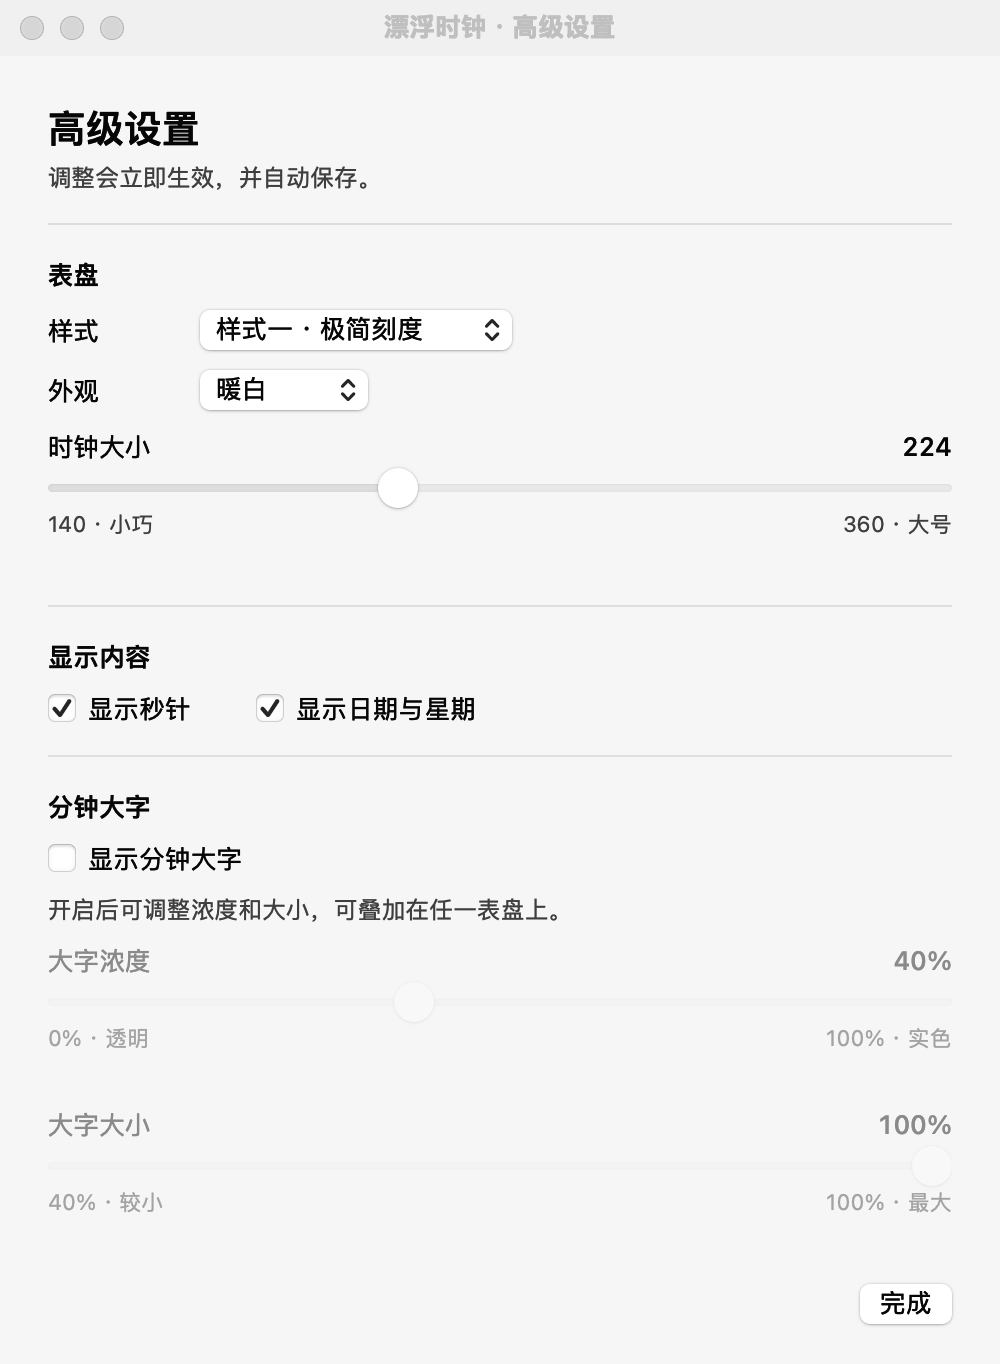 漂浮时钟 · 高级设置
高级设置
调整会立即生效，并自动保存。
表盘
样式 样式一 · 极简刻度
外观 暖白
时钟大小 224
140 · 小巧 360 · 大号
显示内容
显示秒针 显示日期与星期
分钟大字
显示分钟大字
开启后可调整浓度和大小，可叠加在任一表盘上。
大字浓度 40%
0% · 透明 100% · 实色
大字大小 100%
40% · 较小 100% · 最大
完成